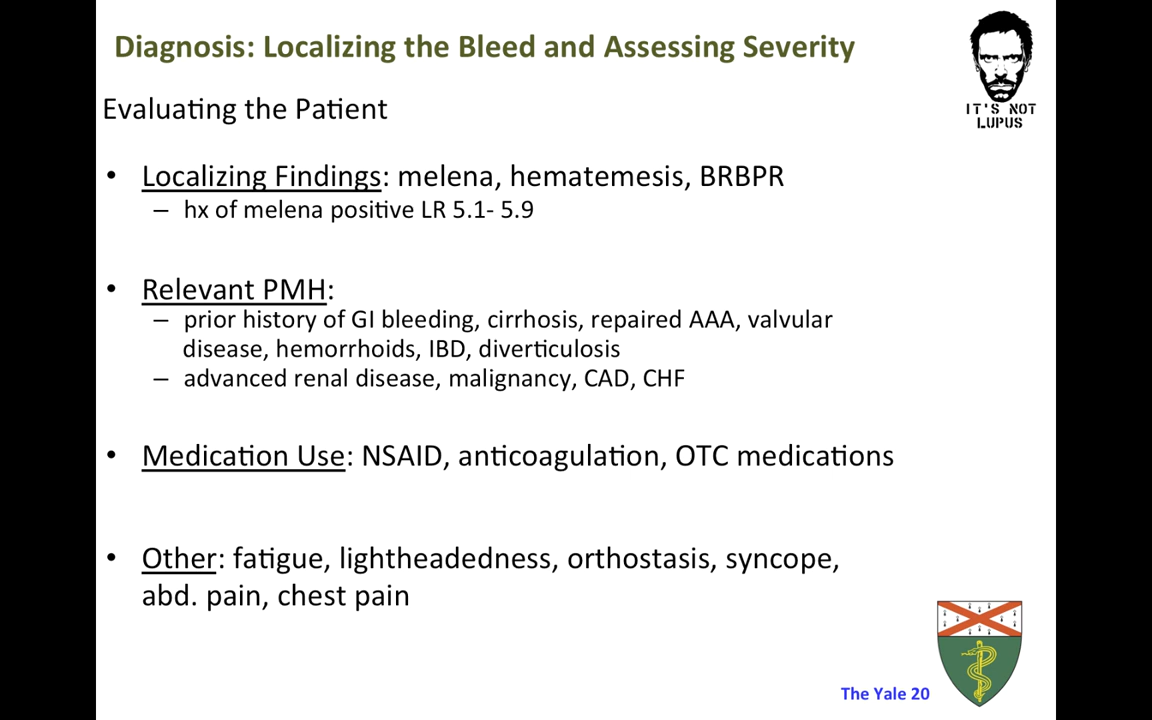 Diagnosis: Localizing the Bleed and Assessing Severity
IT'S NOT
LUPUS
Evaluating the Patient
• Localizing Findings: melena, hematemesis, BRBPR
– hx of melena positive LR 5.1- 5.9
• Relevant PMH:
– prior history of GI bleeding, cirrhosis, repaired AAA, valvular
disease, hemorrhoids, IBD, diverticulosis
– advanced renal disease, malignancy, CAD, CHF
• Medication Use: NSAID, anticoagulation, OTC medications
• Other: fatigue, lightheadedness, orthostasis, syncope,
abd. pain, chest pain
The Yale 20